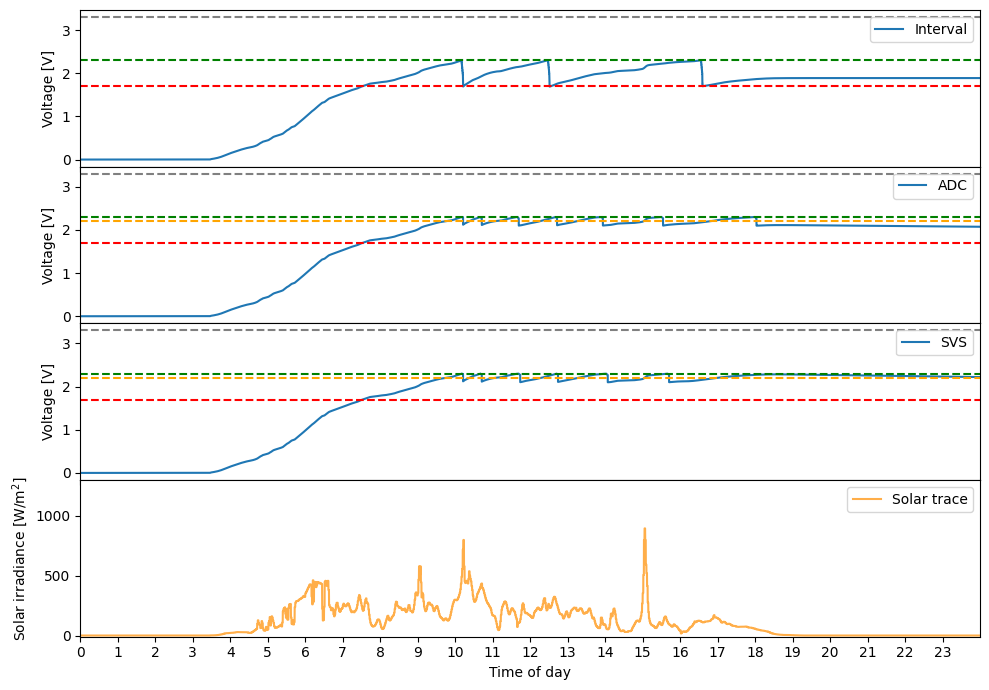 Voltage [V]
3
2
1
0
Interval
Voltage [V]
3
2
1
0
ADC
Voltage [V]
3
2
1
0
SVS
Solar irradiance [W/m²]
1000
500
0
Solar trace
0 1 2 3 4 5 6 7 8 9 10 11 12 13 14 15 16 17 18 19 20 21 22 23
Time of day